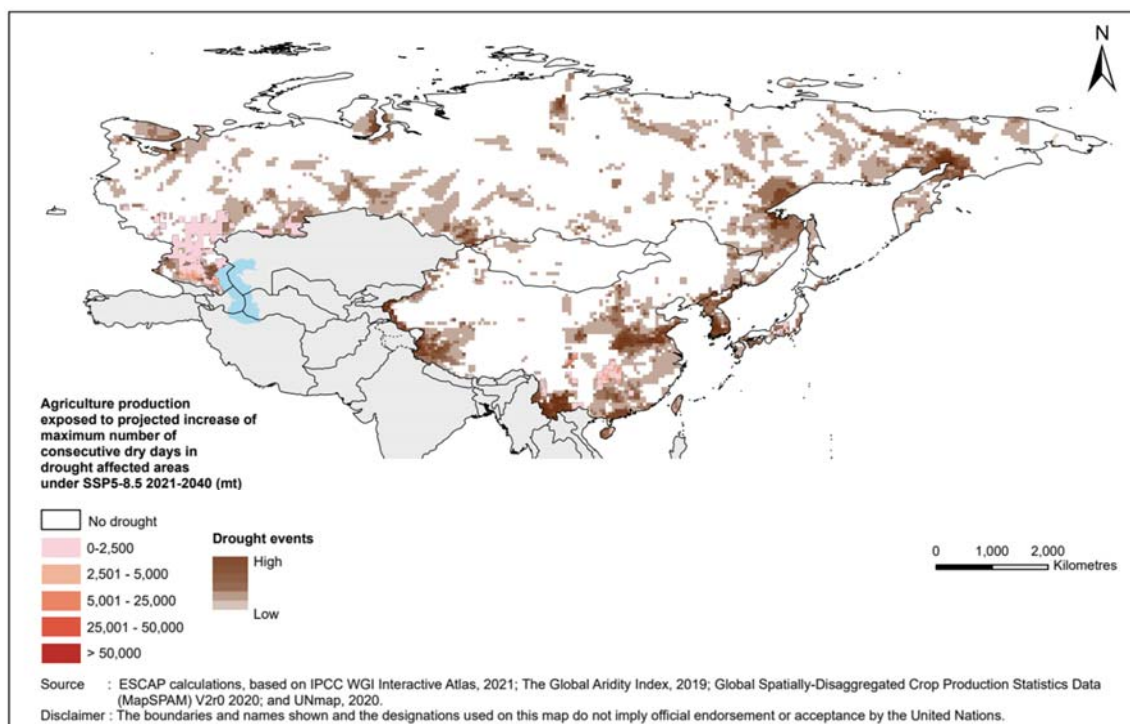 N
Agriculture production
exposed to projected increase of
maximum number of
consecutive dry days in
drought affected areas
under SSP5-8.5 2021-2040 (mt)
No drought
0-2,500
2,501 - 5,000
5,001 - 25,000
25,001 - 50,000
> 50,000
Drought events
High
Low
0 1,000 2,000
Kilometres
Source : ESCAP calculations, based on IPCC WGI Interactive Atlas, 2021; The Global Aridity Index, 2019; Global Spatially-Disaggregated Crop Production Statistics Data
(MapSPAM) V2r0 2020; and UNmap, 2020.
Disclaimer : The boundaries and names shown and the designations used on this map do not imply official endorsement or acceptance by the United Nations.